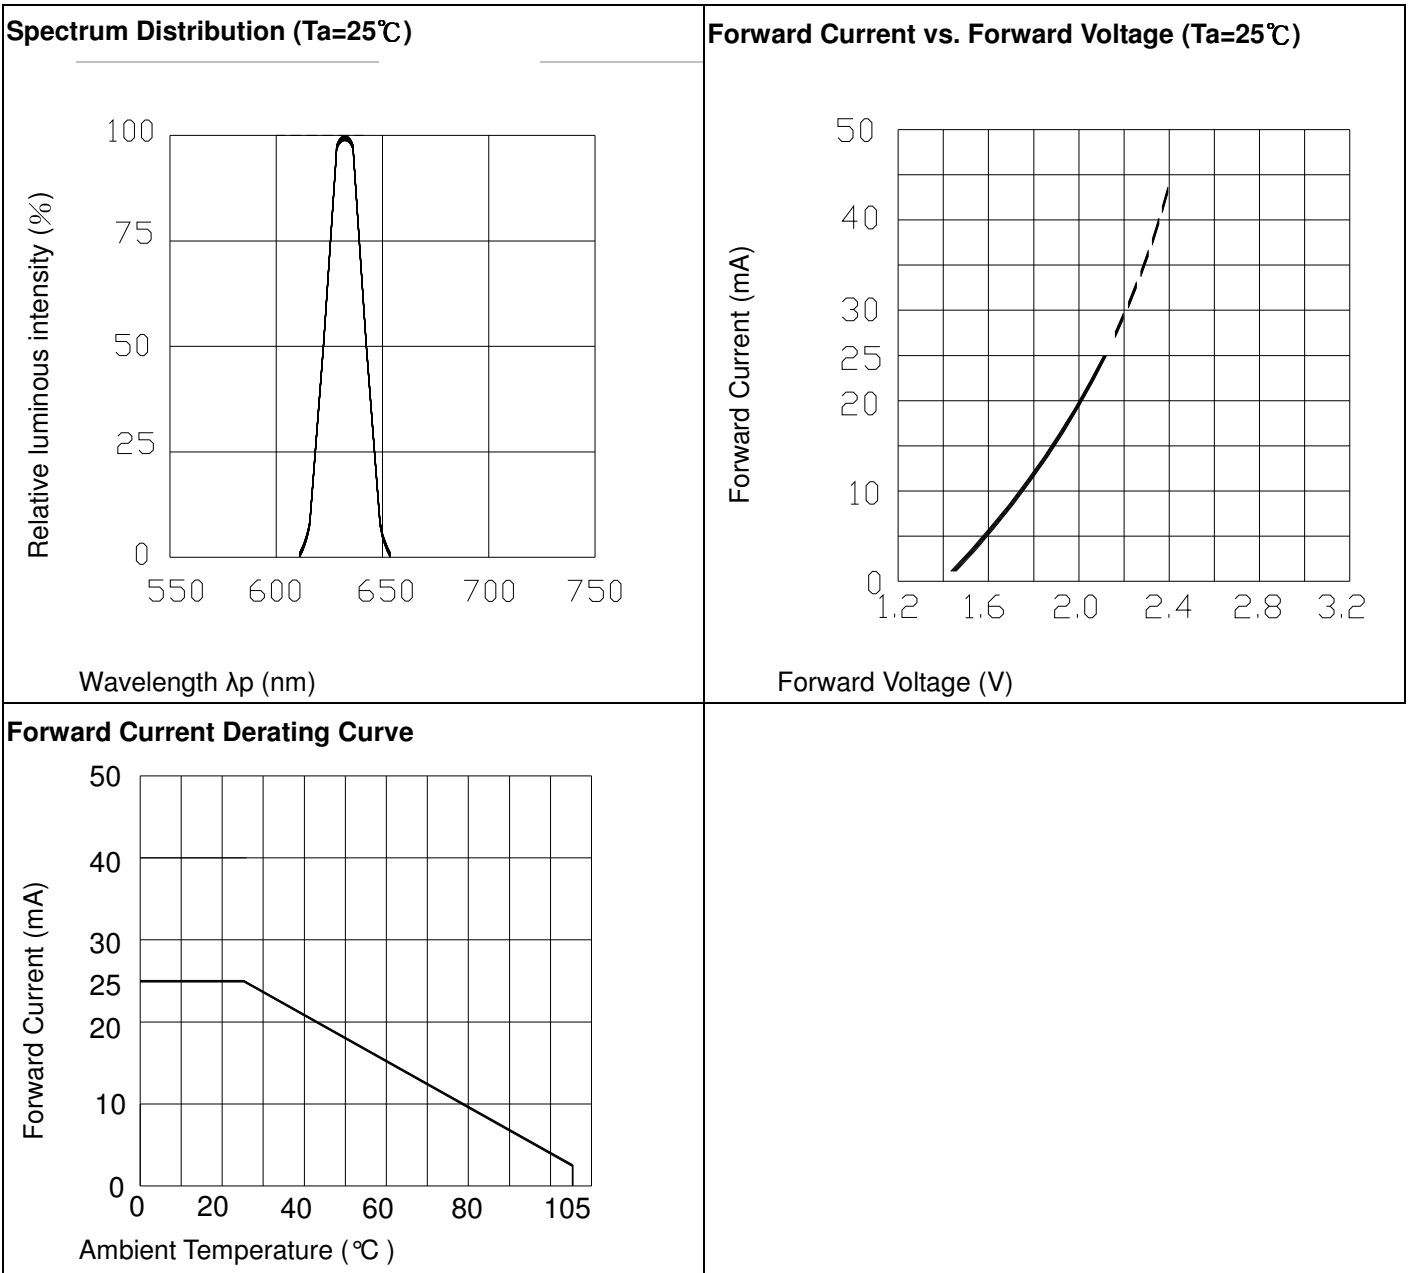 Spectrum Distribution (Ta=25℃)
100
75
50
25
0
550 600 650 700 750
Relative luminous intensity (%)
Wavelength λp (nm)
Forward Current vs. Forward Voltage (Ta=25℃)
50
40
30
25
20
10
0
1.2 1.6 2.0 2.4 2.8 3.2
Forward Current (mA)
Forward Voltage (V)
Forward Current Derating Curve
50
40
30
25
20
10
0
0 20 40 60 80 105
Forward Current (mA)
Ambient Temperature (℃ )